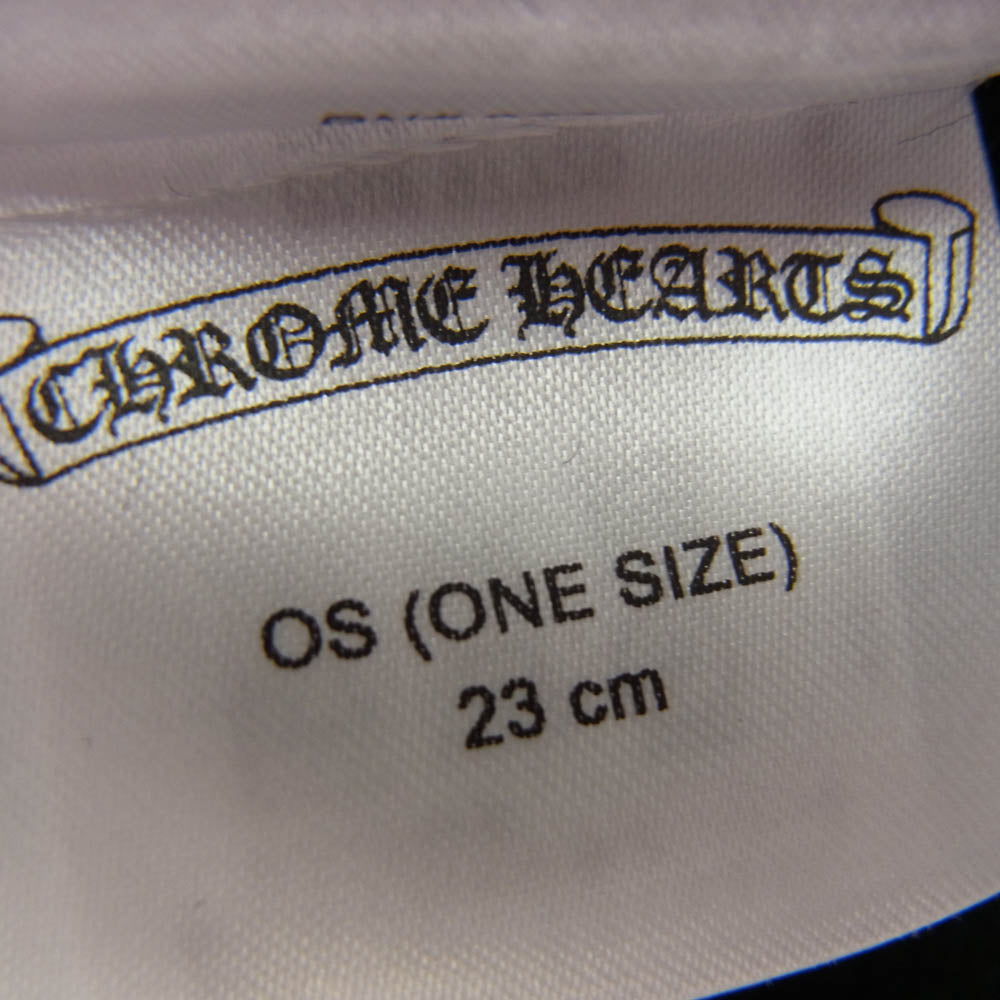 CHROME HEARTS
OS (ONE SIZE)
23 cm